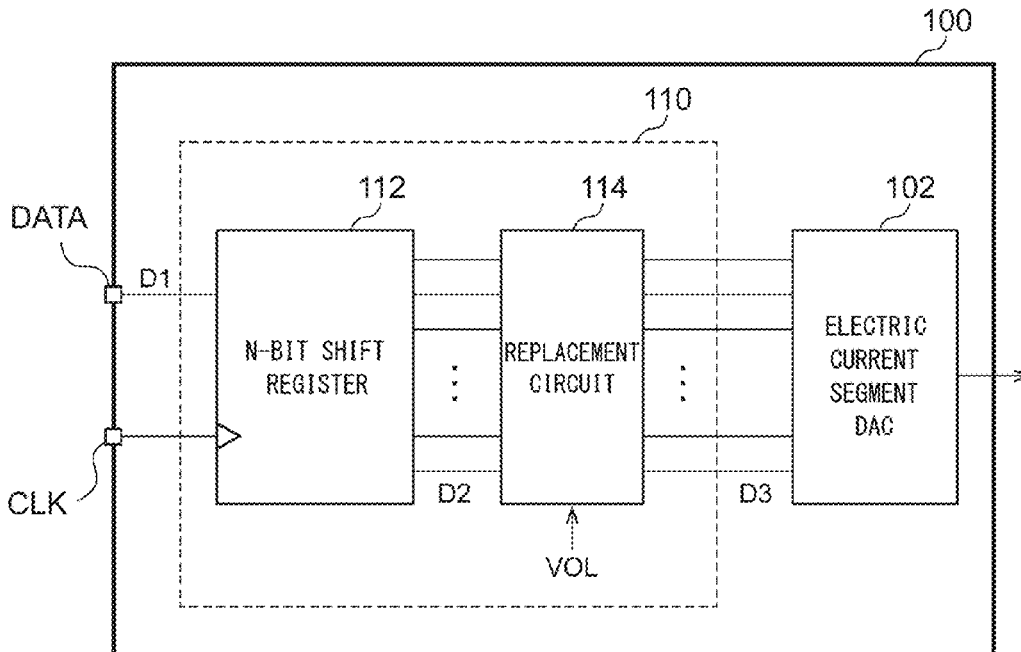 100
110
112
114
102
DATA
D1
N-BIT SHIFT
REGISTER
REPLACEMENT
CIRCUIT
ELECTRIC
CURRENT
SEGMENT
DAC
CLK
D2
D3
VOL